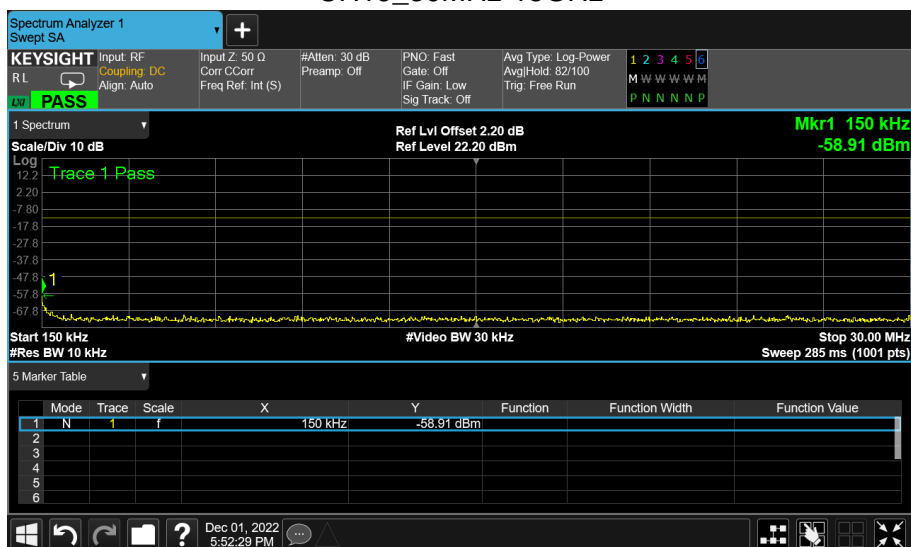 Spectrum Analyzer 1
Swept SA
+
KEYSIGHT Input: RF Input Z: 50 Ω #Atten: 30 dB PNO: Fast Avg Type: Log-Power 1 2 3 4 5 6
RL Coupling: DC Corr CCorr Preamp: Off Gate: Off Avg|Hold: 82/100 M W W W W M
Align: Auto Freq Ref: Int (S) IF Gain: Low Trig: Free Run
LXI PASS Sig Track: Off P N N N N P
1 Spectrum Ref Lvl Offset 2.20 dB Mkr1 150 kHz
Scale/Div 10 dB Ref Level 22.20 dBm -58.91 dBm
Log
Trace 1 Pass
12.2
2.20
-7.80
-17.8
-27.8
-37.8
-47.8
1
-57.8
-67.8
Start 150 kHz #Video BW 30 kHz Stop 30.00 MHz
#Res BW 10 kHz Sweep 285 ms (1001 pts)
5 Marker Table
Mode Trace Scale X Y Function Function Width Function Value
1 N 1 f 150 kHz -58.91 dBm
2
3
4
5
6
? Dec 01, 2022
5:52:29 PM